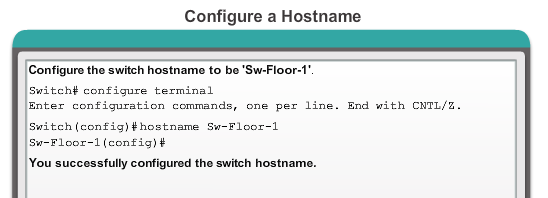 Configure a Hostname
Configure the switch hostname to be 'Sw-Floor-1'.
Switch# configure terminal
Enter configuration commands, one per line. End with CNTL/Z.
Switch(config)#hostname Sw-Floor-1
Sw-Floor-1(config)#
You successfully configured the switch hostname.